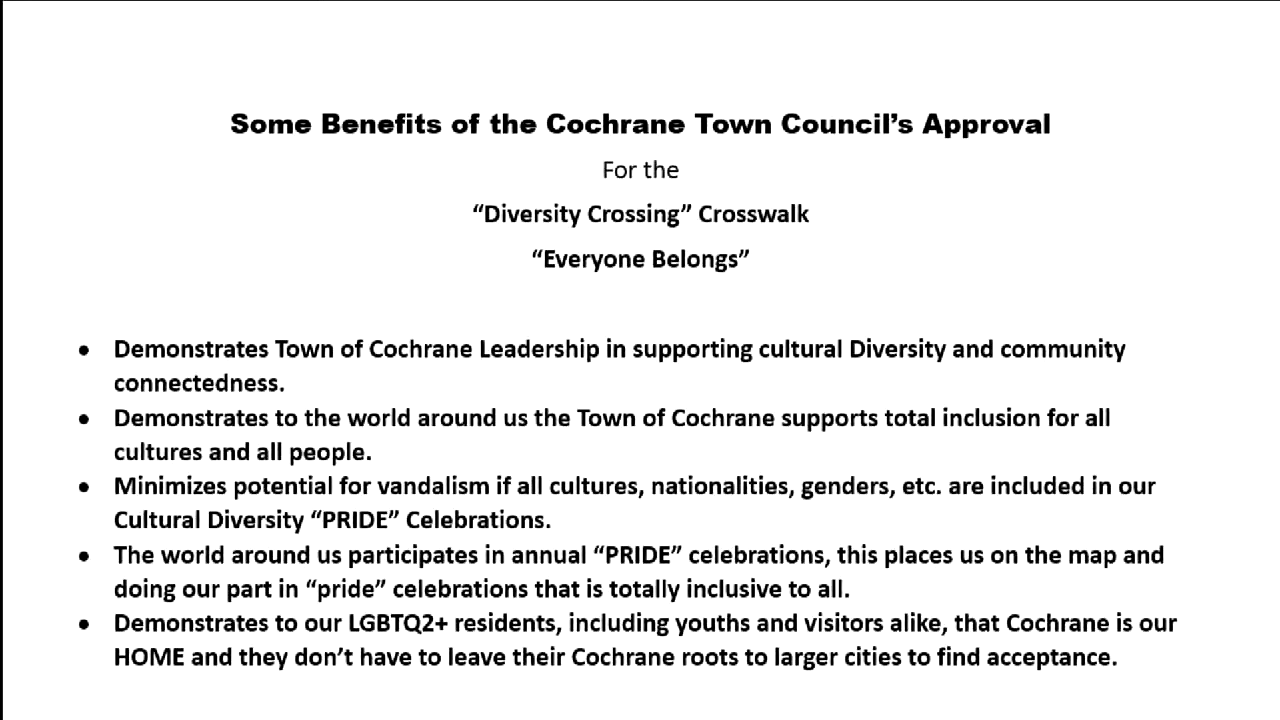 Some Benefits of the Cochrane Town Council’s Approval
For the
“Diversity Crossing” Crosswalk
“Everyone Belongs”
• Demonstrates Town of Cochrane Leadership in supporting cultural Diversity and community
connectedness.
• Demonstrates to the world around us the Town of Cochrane supports total inclusion for all
cultures and all people.
• Minimizes potential for vandalism if all cultures, nationalities, genders, etc. are included in our
Cultural Diversity “PRIDE” Celebrations.
• The world around us participates in annual “PRIDE” celebrations, this places us on the map and
doing our part in “pride” celebrations that is totally inclusive to all.
• Demonstrates to our LGBTQ2+ residents, including youths and visitors alike, that Cochrane is our
HOME and they don’t have to leave their Cochrane roots to larger cities to find acceptance.